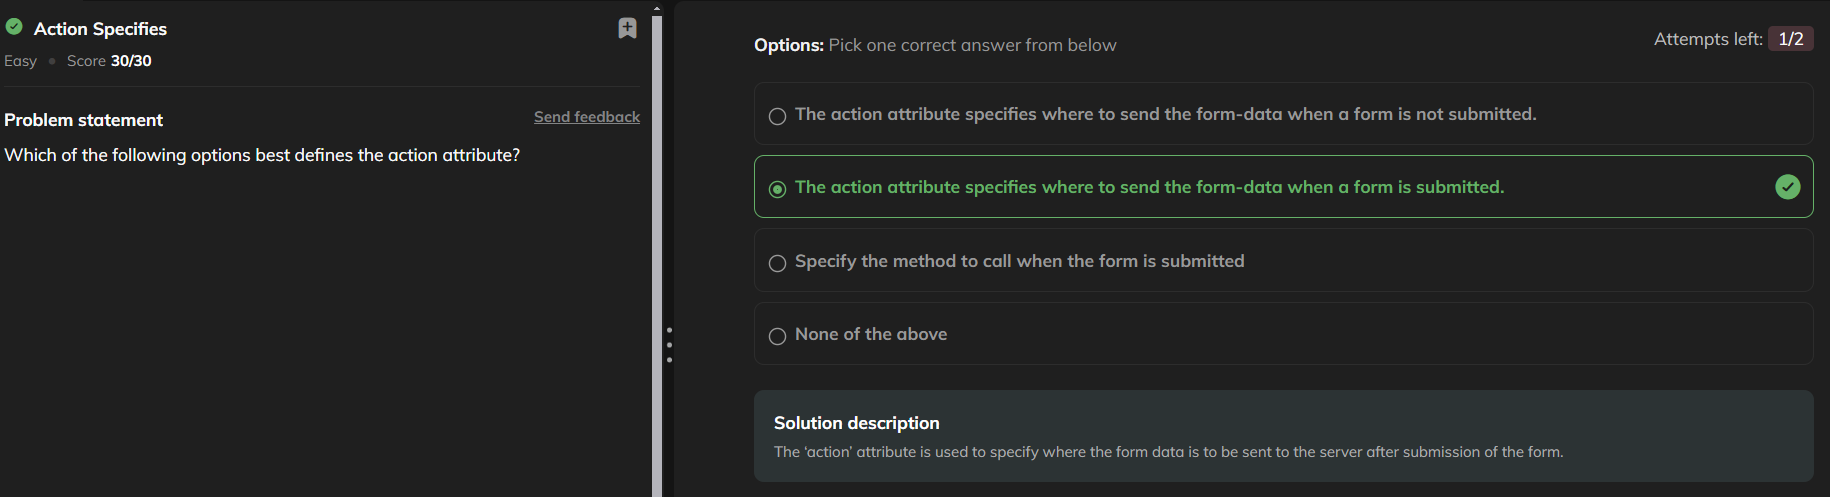 Action Specifies
Easy • Score 30/30
Problem statement
Send feedback
Which of the following options best defines the action attribute?
Options: Pick one correct answer from below
Attempts left: 1/2
The action attribute specifies where to send the form-data when a form is not submitted.
The action attribute specifies where to send the form-data when a form is submitted.
Specify the method to call when the form is submitted
None of the above
Solution description
The ‘action’ attribute is used to specify where the form data is to be sent to the server after submission of the form.